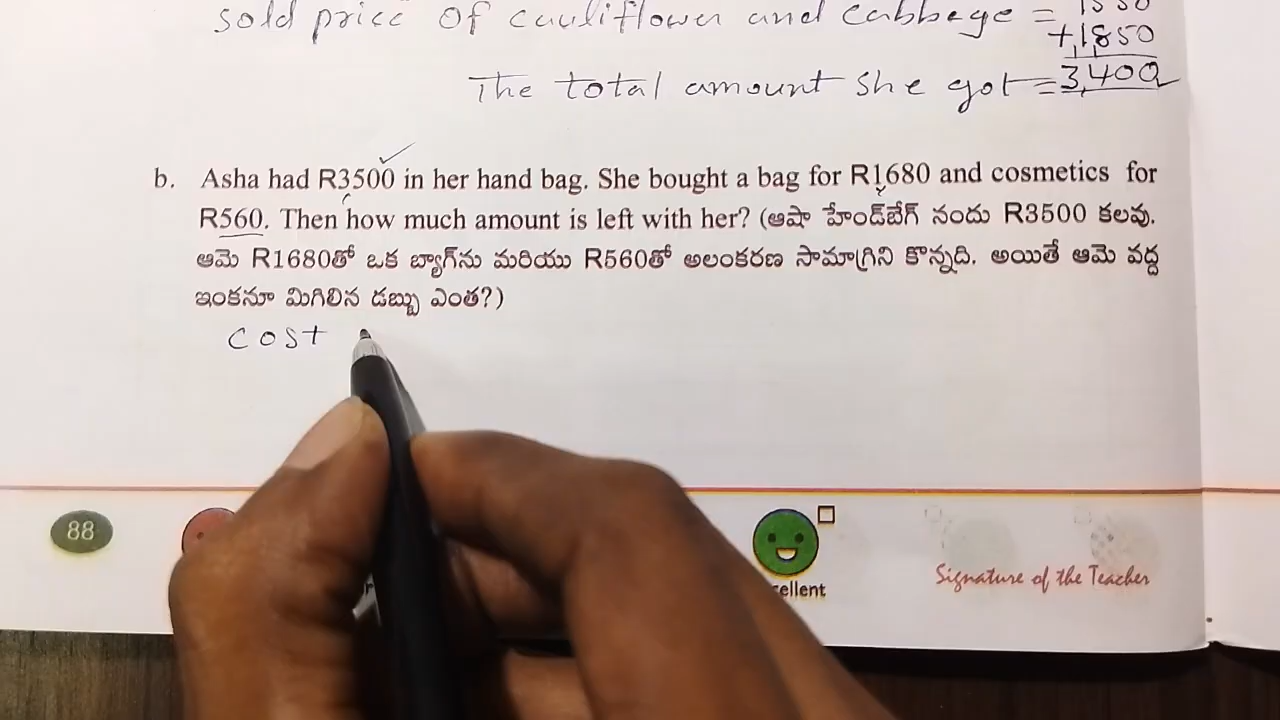 sold price of cauliflower and cabbage =
+1850
The total amount she got = 3,400
b. Asha had R3500 in her hand bag. She bought a bag for R1680 and cosmetics for
R560. Then how much amount is left with her? (ఆషా హేండ్‌బేగ్ నందు R3500 కలవు.
ఆమె R1680తో ఒక బ్యాగ్‌ను మరియు R560తో అలంకరణ సామాగ్రిని కొన్నది. అయితే ఆమె వద్ద
ఇంకనూ మిగిలిన డబ్బు ఎంత?)
cost
88
Signature of the Teacher